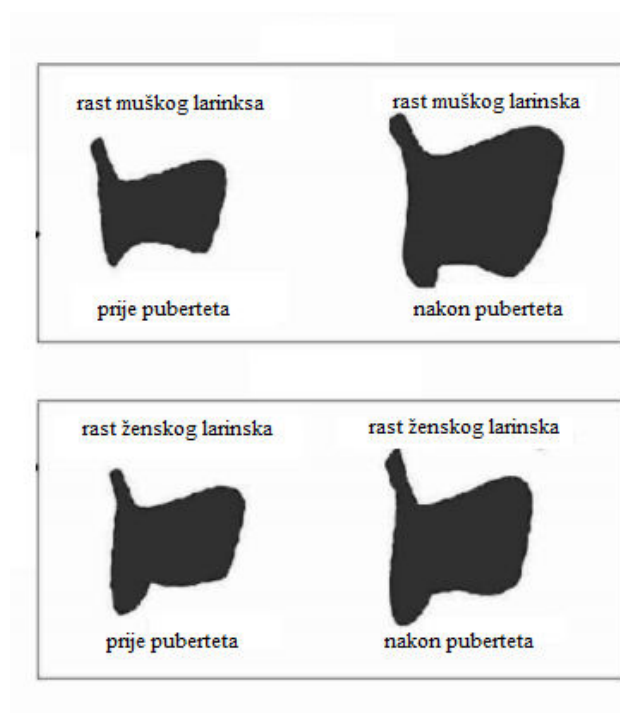 rast muškog larinksa
rast muškog larinska
prije puberteta
nakon puberteta
rast ženskog larinska
rast ženskog larinska
prije puberteta
nakon puberteta